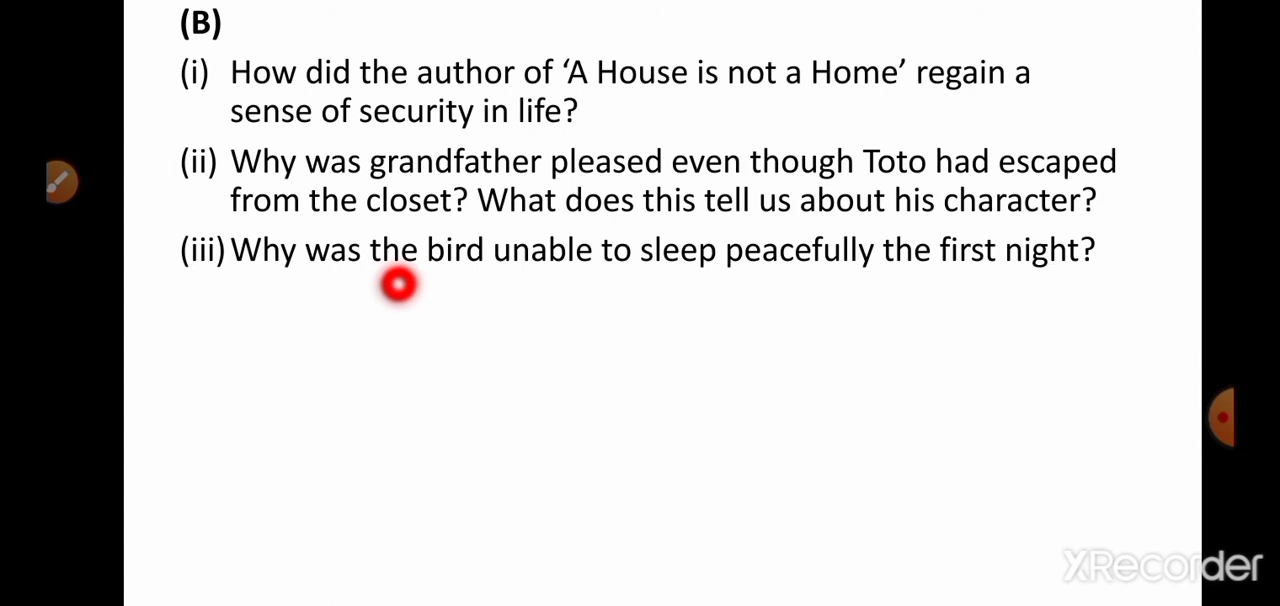 (B)
(i) How did the author of ‘A House is not a Home’ regain a
sense of security in life?
(ii) Why was grandfather pleased even though Toto had escaped
from the closet? What does this tell us about his character?
(iii) Why was the bird unable to sleep peacefully the first night?
XRecorder